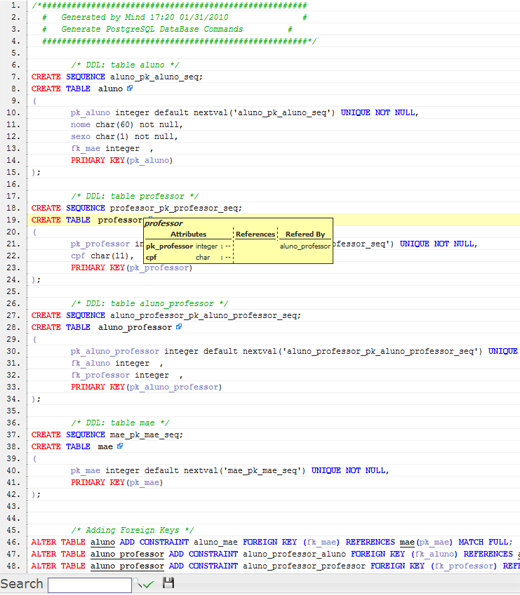 1. /*########################################################
2. # Generated by Mind 17:20 01/31/2010 #
3. # Generate PostgreSQL DataBase Commands #
4. ########################################################*/
5.
6. /* DDL: table aluno */
7. CREATE SEQUENCE aluno_pk_aluno_seq;
8. CREATE TABLE aluno
9. (
10. pk_aluno integer default nextval('aluno_pk_aluno_seq') UNIQUE NOT NULL,
11. nome char(60) not null,
12. sexo char(1) not null,
13. fk_mae integer ,
14. PRIMARY KEY(pk_aluno)
15. );
16.
17. /* DDL: table professor */
18. CREATE SEQUENCE professor_pk_professor_seq;
19. CREATE TABLE professor
professor
Attributes References Refered By
pk_professor integer : -- aluno_professor
cpf char : --
20. (
21. pk_professor in fessor_seq') UNIQUE NOT NULL,
22. cpf char(11),
23. PRIMARY KEY(pk_professor)
24. );
25.
26. /* DDL: table aluno_professor */
27. CREATE SEQUENCE aluno_professor_pk_aluno_professor_seq;
28. CREATE TABLE aluno_professor
29. (
30. pk_aluno_professor integer default nextval('aluno_professor_pk_aluno_professor_seq') UNIQUE
31. fk_aluno integer ,
32. fk_professor integer ,
33. PRIMARY KEY(pk_aluno_professor)
34. );
35.
36. /* DDL: table mae */
37. CREATE SEQUENCE mae_pk_mae_seq;
38. CREATE TABLE mae
39. (
40. pk_mae integer default nextval('mae_pk_mae_seq') UNIQUE NOT NULL,
41. PRIMARY KEY(pk_mae)
42. );
43.
44.
45. /* Adding Foreign Keys */
46. ALTER TABLE aluno ADD CONSTRAINT aluno_mae FOREIGN KEY (fk_mae) REFERENCES mae(pk_mae) MATCH FULL;
47. ALTER TABLE aluno_professor ADD CONSTRAINT aluno_professor_aluno FOREIGN KEY (fk_aluno) REFERENCES
48. ALTER TABLE aluno_professor ADD CONSTRAINT aluno_professor_professor FOREIGN KEY (fk_professor) REF
Search